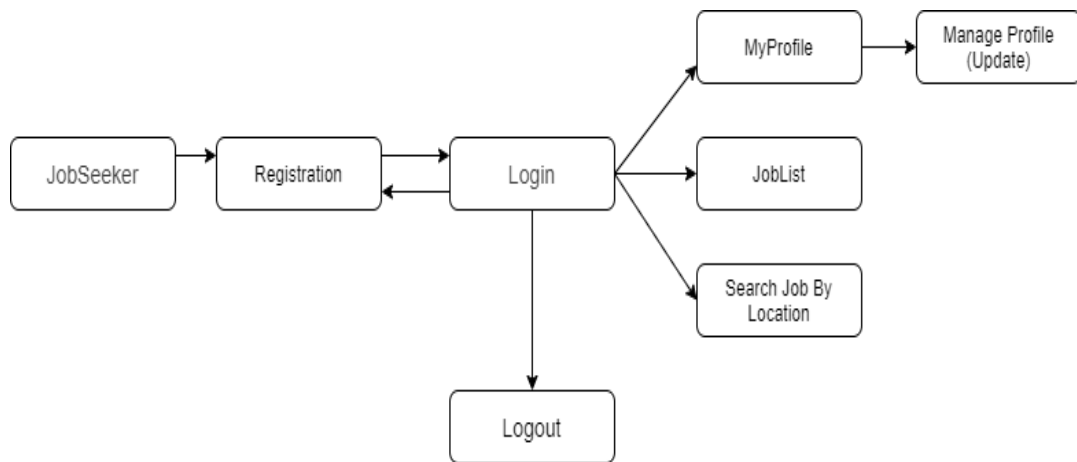 MyProfile
Manage Profile
(Update)
JobSeeker
Registration
Login
JobList
Search Job By
Location
Logout